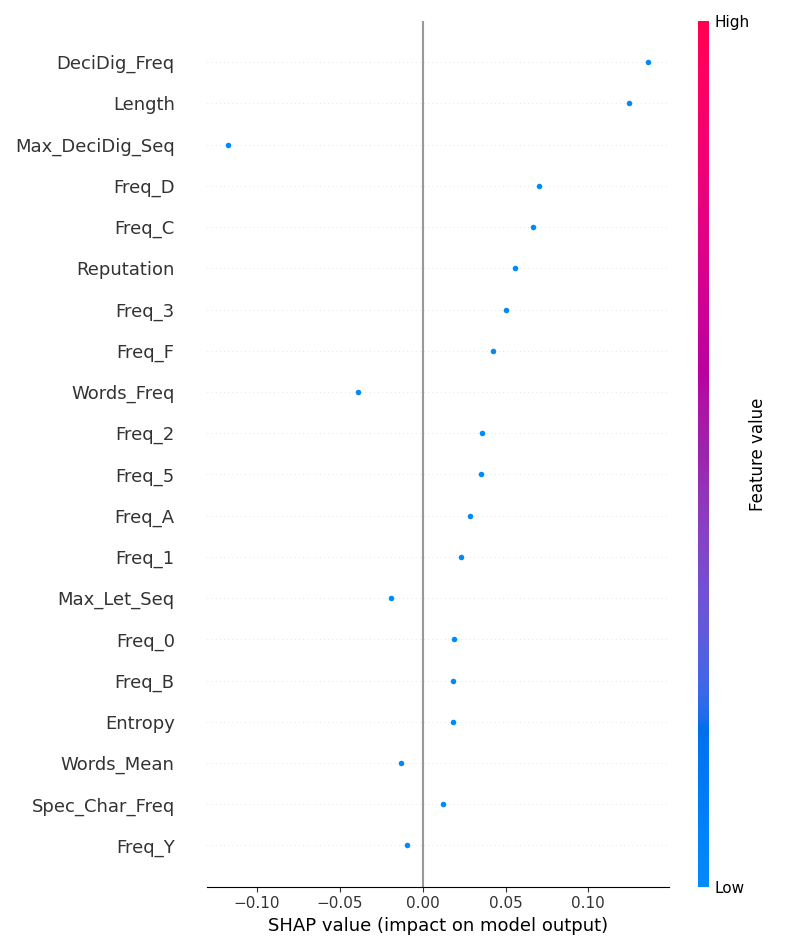 High
DeciDig_Freq
Length
Max_DeciDig_Seq
Freq_D
Freq_C
Reputation
Freq_3
Freq_F
Words_Freq
Freq_2
Freq_5
Freq_A
Freq_1
Max_Let_Seq
Freq_0
Freq_B
Entropy
Words_Mean
Spec_Char_Freq
Freq_Y
Feature value
Low
−0.10 −0.05 0.00 0.05 0.10
SHAP value (impact on model output)